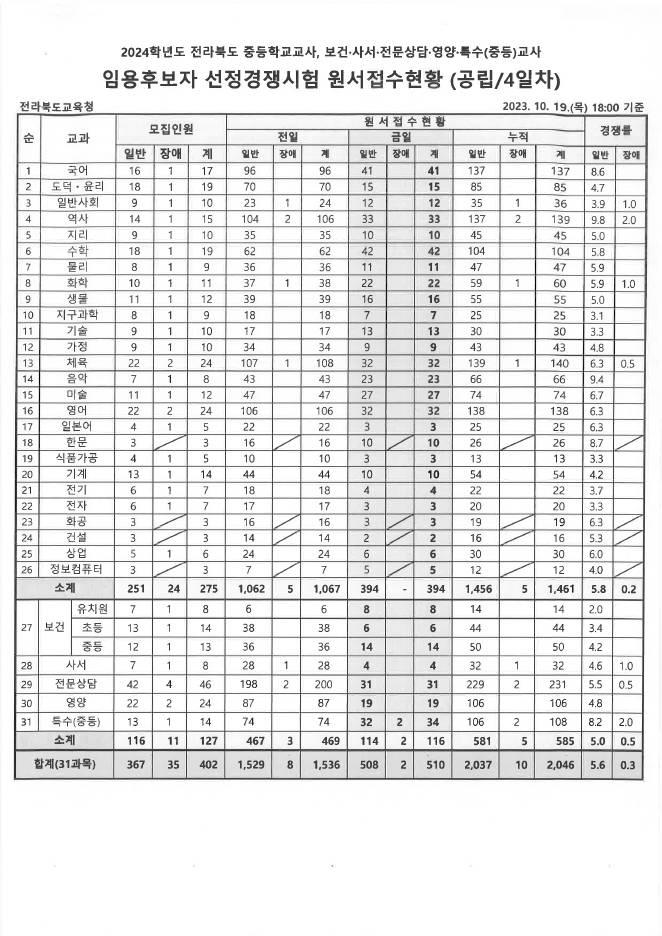 2024학년도 전라북도 중등학교교사, 보건·사서·전문상담·영양·특수(중등)교사
임용후보자 선정경쟁시험 원서접수현황 (공립/4일차)
전라북도교육청 2023. 10. 19.(목) 18:00 기준
순 교과 모집인원 원서접수현황 경쟁률
전일 금일 누적
일반 장애 계 일반 장애 계 일반 장애 계 일반 장애 계 일반 장애
1 국어 16 1 17 96 96 41 41 137 137 8.6
2 도덕·윤리 18 1 19 70 70 15 15 85 85 4.7
3 일반사회 9 1 10 23 1 24 12 12 35 1 36 3.9 1.0
4 역사 14 1 15 104 2 106 33 33 137 2 139 9.8 2.0
5 지리 9 1 10 35 35 10 10 45 45 5.0
6 수학 18 1 19 62 62 42 42 104 104 5.8
7 물리 8 1 9 36 36 11 11 47 47 5.9
8 화학 10 1 11 37 1 38 22 22 59 1 60 5.9 1.0
9 생물 11 1 12 39 39 16 16 55 55 5.0
10 지구과학 8 1 9 18 18 7 7 25 25 3.1
11 기술 9 1 10 17 17 13 13 30 30 3.3
12 가정 9 1 10 34 34 9 9 43 43 4.8
13 체육 22 2 24 107 1 108 32 32 139 1 140 6.3 0.5
14 음악 7 1 8 43 43 23 23 66 66 9.4
15 미술 11 1 12 47 47 27 27 74 74 6.7
16 영어 22 2 24 106 106 32 32 138 138 6.3
17 일본어 4 1 5 22 22 3 3 25 25 6.3
18 한문 3 3 16 16 10 10 26 26 8.7
19 식품가공 4 1 5 10 10 3 3 13 13 3.3
20 기계 13 1 14 44 44 10 10 54 54 4.2
21 전기 6 1 7 18 18 4 4 22 22 3.7
22 전자 6 1 7 17 17 3 3 20 20 3.3
23 화공 3 3 16 16 3 3 19 19 6.3
24 건설 3 3 14 14 2 2 16 16 5.3
25 상업 5 1 6 24 24 6 6 30 30 6.0
26 정보컴퓨터 3 3 7 7 5 5 12 12 4.0
소계 251 24 275 1,062 5 1,067 394 - 394 1,456 5 1,461 5.8 0.2
27 보건 유치원 7 1 8 6 6 8 8 14 14 2.0
초등 13 1 14 38 38 6 6 44 44 3.4
중등 12 1 13 36 36 14 14 50 50 4.2
28 사서 7 1 8 28 1 28 4 4 32 1 32 4.6 1.0
29 전문상담 42 4 46 198 2 200 31 31 229 2 231 5.5 0.5
30 영양 22 2 24 87 87 19 19 106 106 4.8
31 특수(중등) 13 1 14 74 74 32 2 34 106 2 108 8.2 2.0
소계 116 11 127 467 3 469 114 2 116 581 5 585 5.0 0.5
합계(31과목) 367 35 402 1,529 8 1,536 508 2 510 2,037 10 2,046 5.6 0.3